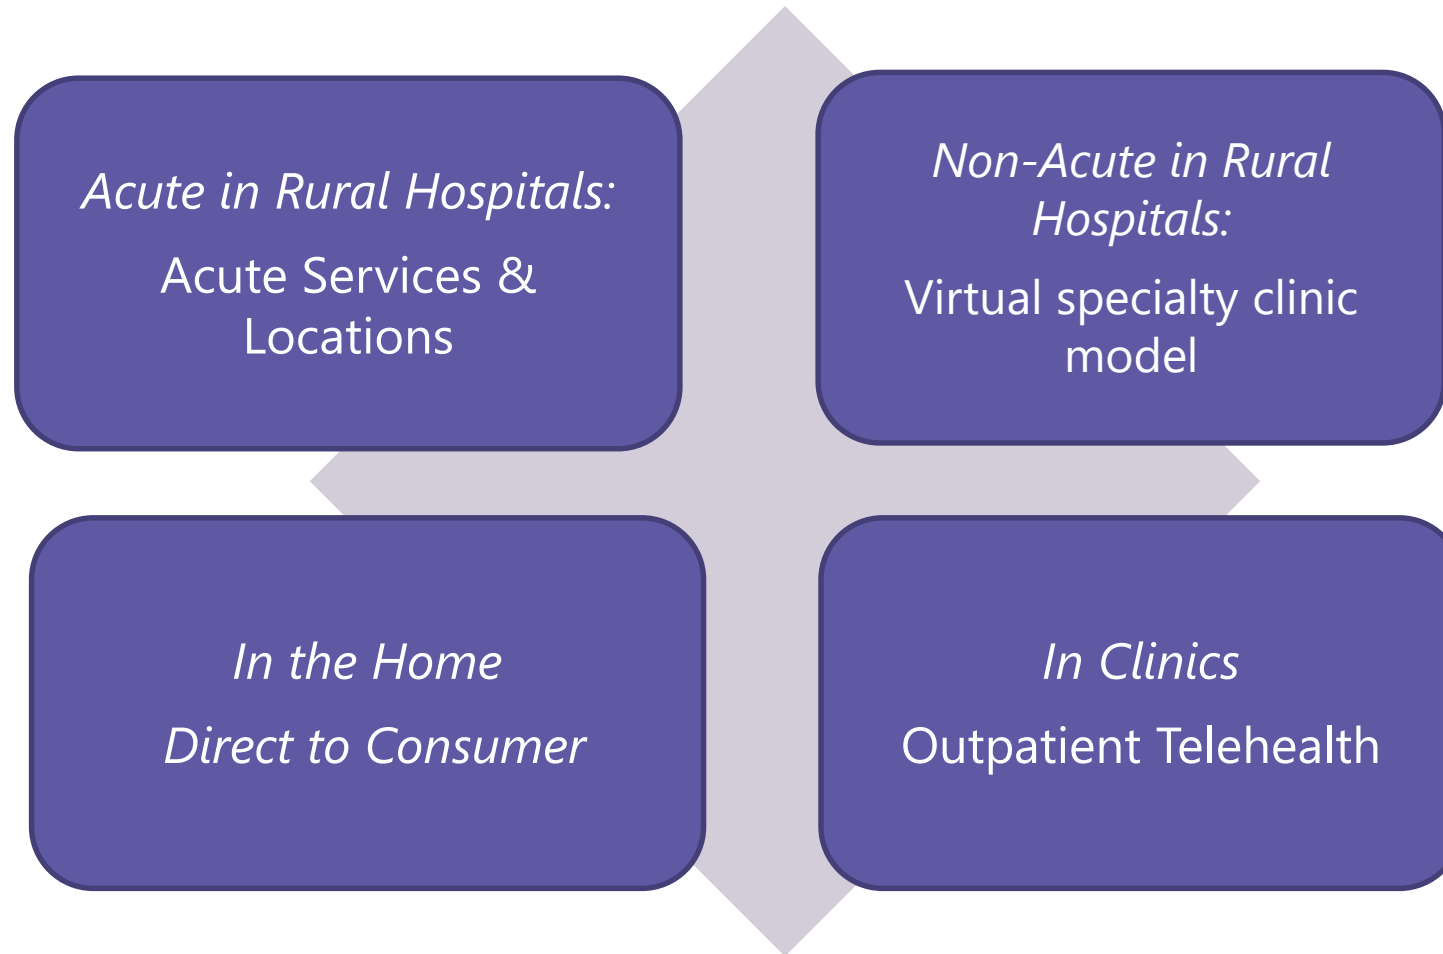 Acute in Rural Hospitals:
Acute Services &
Locations
Non-Acute in Rural
Hospitals:
Virtual specialty clinic
model
In the Home
Direct to Consumer
In Clinics
Outpatient Telehealth